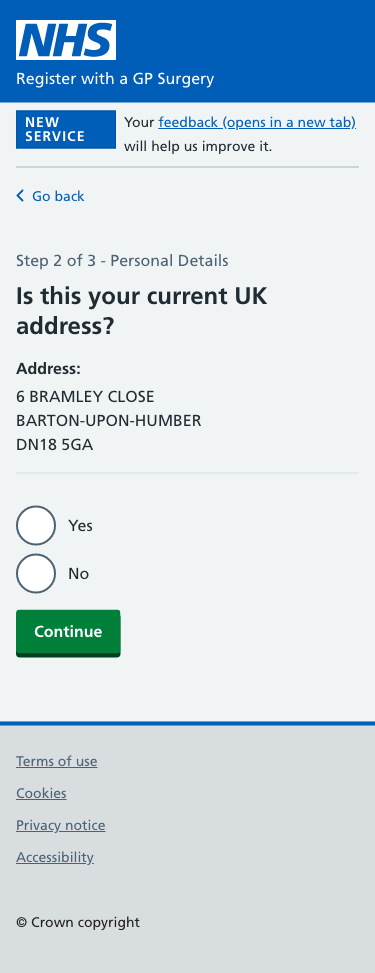 NHS
Register with a GP Surgery
NEW SERVICE
Your feedback (opens in a new tab)
will help us improve it.
Go back
Step 2 of 3 - Personal Details
Is this your current UK
address?
Address:
6 BRAMLEY CLOSE
BARTON-UPON-HUMBER
DN18 5GA
Yes
No
Continue
Terms of use
Cookies
Privacy notice
Accessibility
© Crown copyright